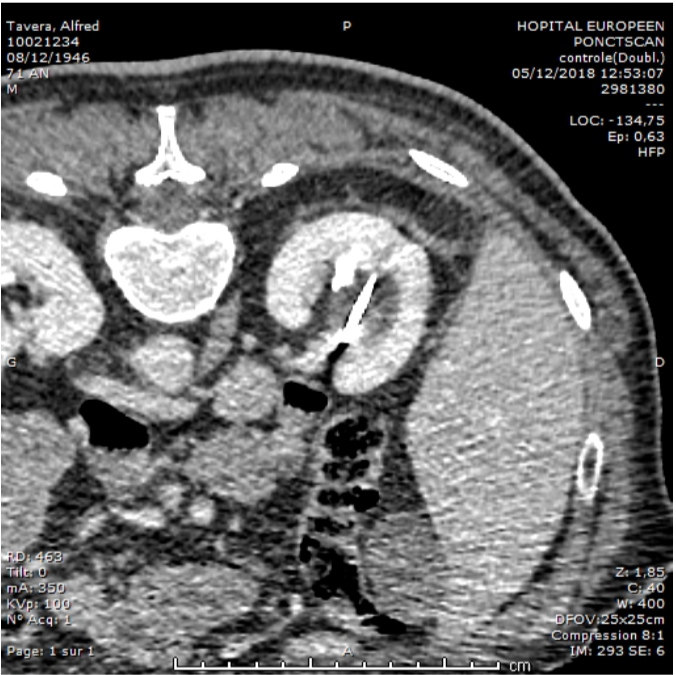 Tavera, Alfred
10021234
08/12/1946
71 AN
M
P
HOPITAL EUROPEEN
PONCTSCAN
controle(Doubl.)
05/12/2018 12:53:07
2981380
---
LOC: -134,75
Ep: 0,63
HFP
G
D
RD: 463
Tilt: 0
mA: 350
KVp: 100
N° Acq: 1
Page: 1 sur 1
A
Z: 1,85
C: 40
W: 400
DFOV:25x25cm
Compression 8:1
IM: 293 SE: 6
cm